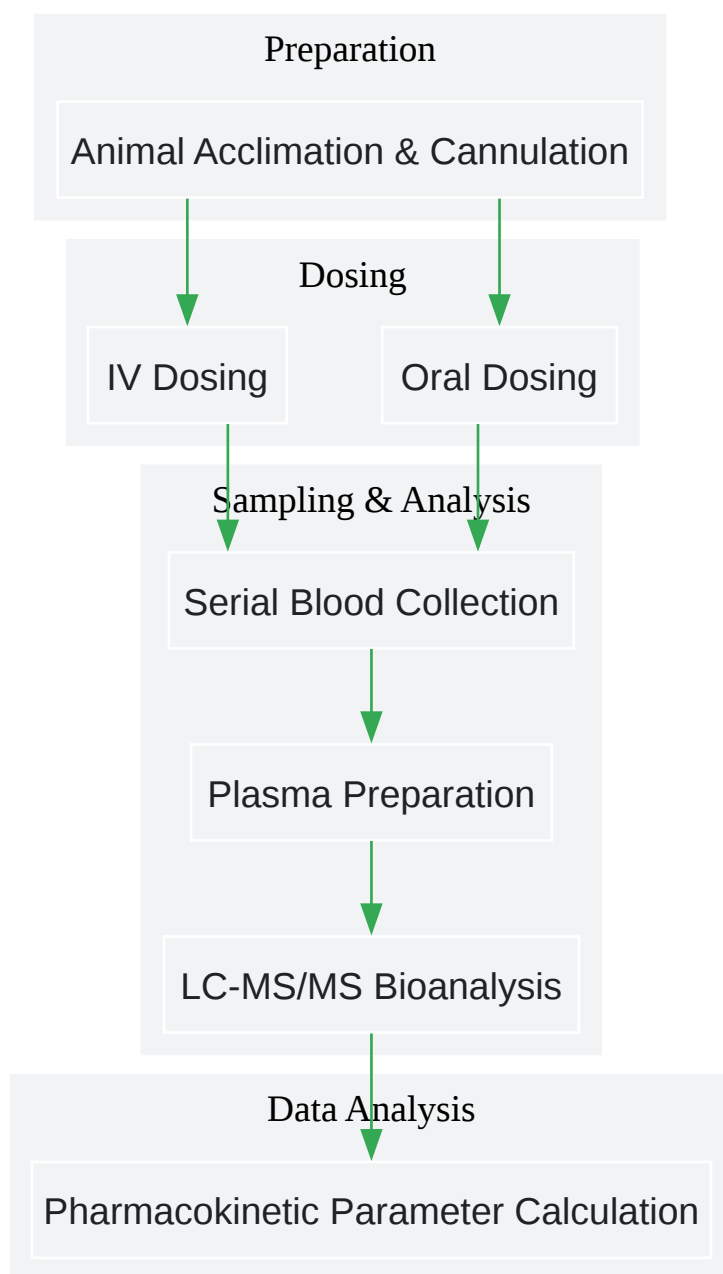 Preparation
Animal Acclimation & Cannulation
Dosing
IV Dosing
Oral Dosing
Sampling & Analysis
Serial Blood Collection
Plasma Preparation
LC-MS/MS Bioanalysis
Data Analysis
Pharmacokinetic Parameter Calculation